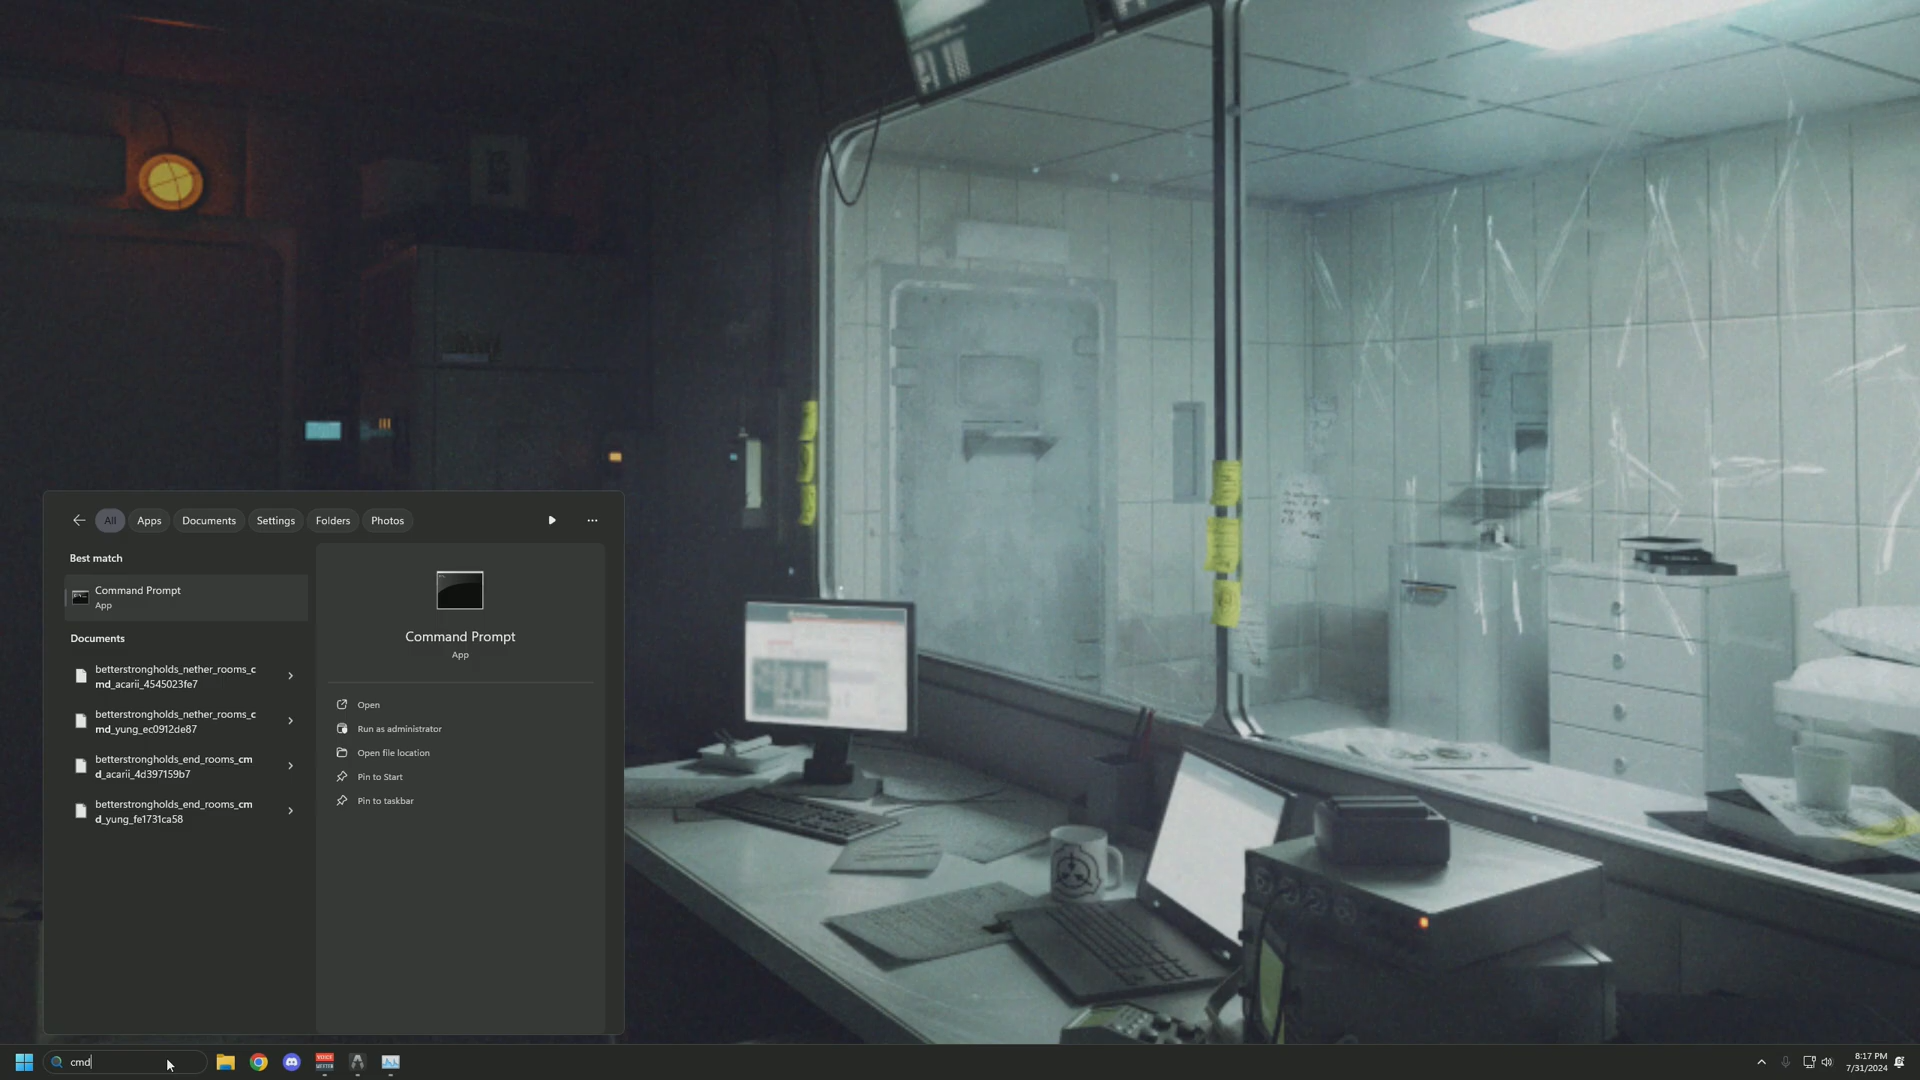 All
Apps
Documents
Settings
Folders
Photos
Best match
Command Prompt
App
Documents
betterstrongholds_nether_rooms_c
md_acarii_4545023fe7
betterstrongholds_nether_rooms_c
md_yung_ec0912de87
betterstrongholds_end_rooms_cm
d_acarii_4d397159b7
betterstrongholds_end_rooms_cm
d_yung_fe1731ca58
Command Prompt
App
Open
Run as administrator
Open file location
Pin to Start
Pin to taskbar
cmd
8:17 PM
7/31/2024